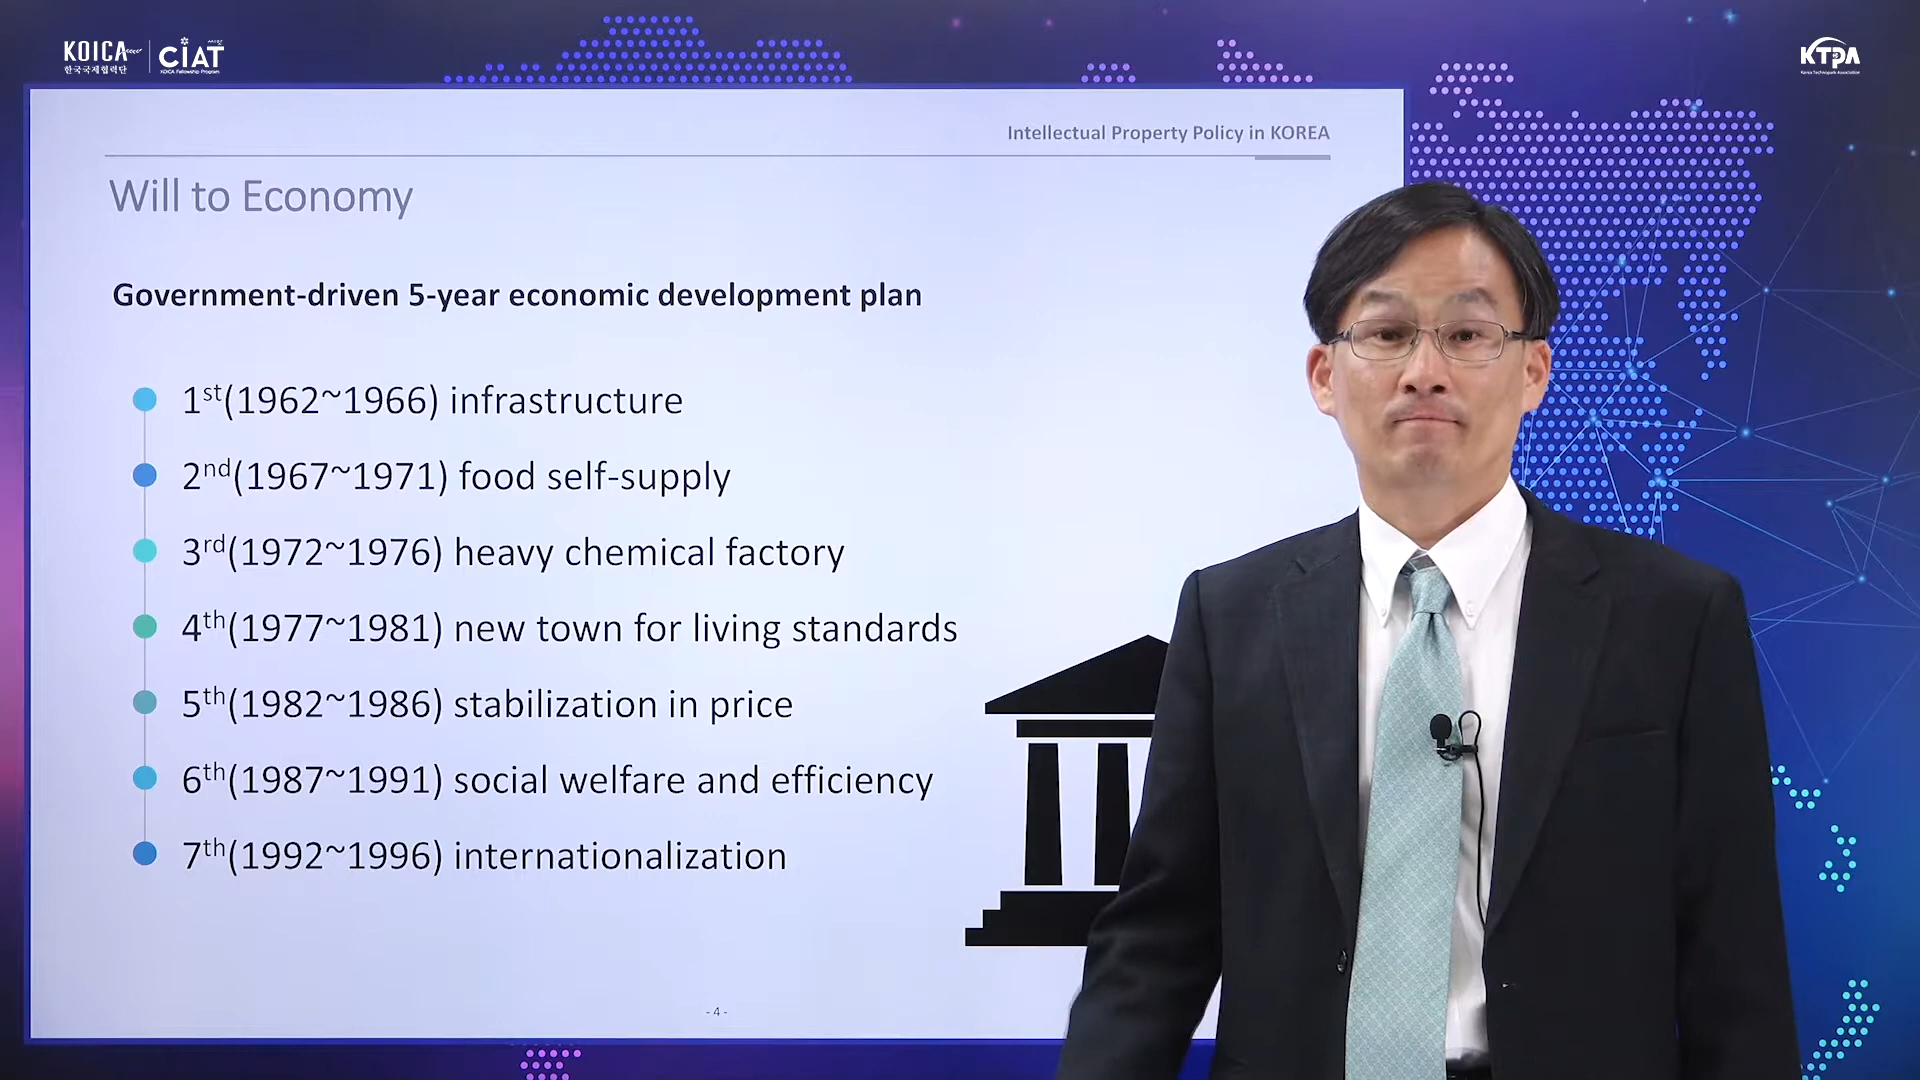 KOICA
한국국제협력단
CIAT
KOICA Fellowship Program
KTPA
Korea Technopark Association
Intellectual Property Policy in KOREA
Will to Economy
Government-driven 5-year economic development plan
1st(1962~1966) infrastructure
2nd(1967~1971) food self-supply
3rd(1972~1976) heavy chemical factory
4th(1977~1981) new town for living standards
5th(1982~1986) stabilization in price
6th(1987~1991) social welfare and efficiency
7th(1992~1996) internationalization
- 4 -